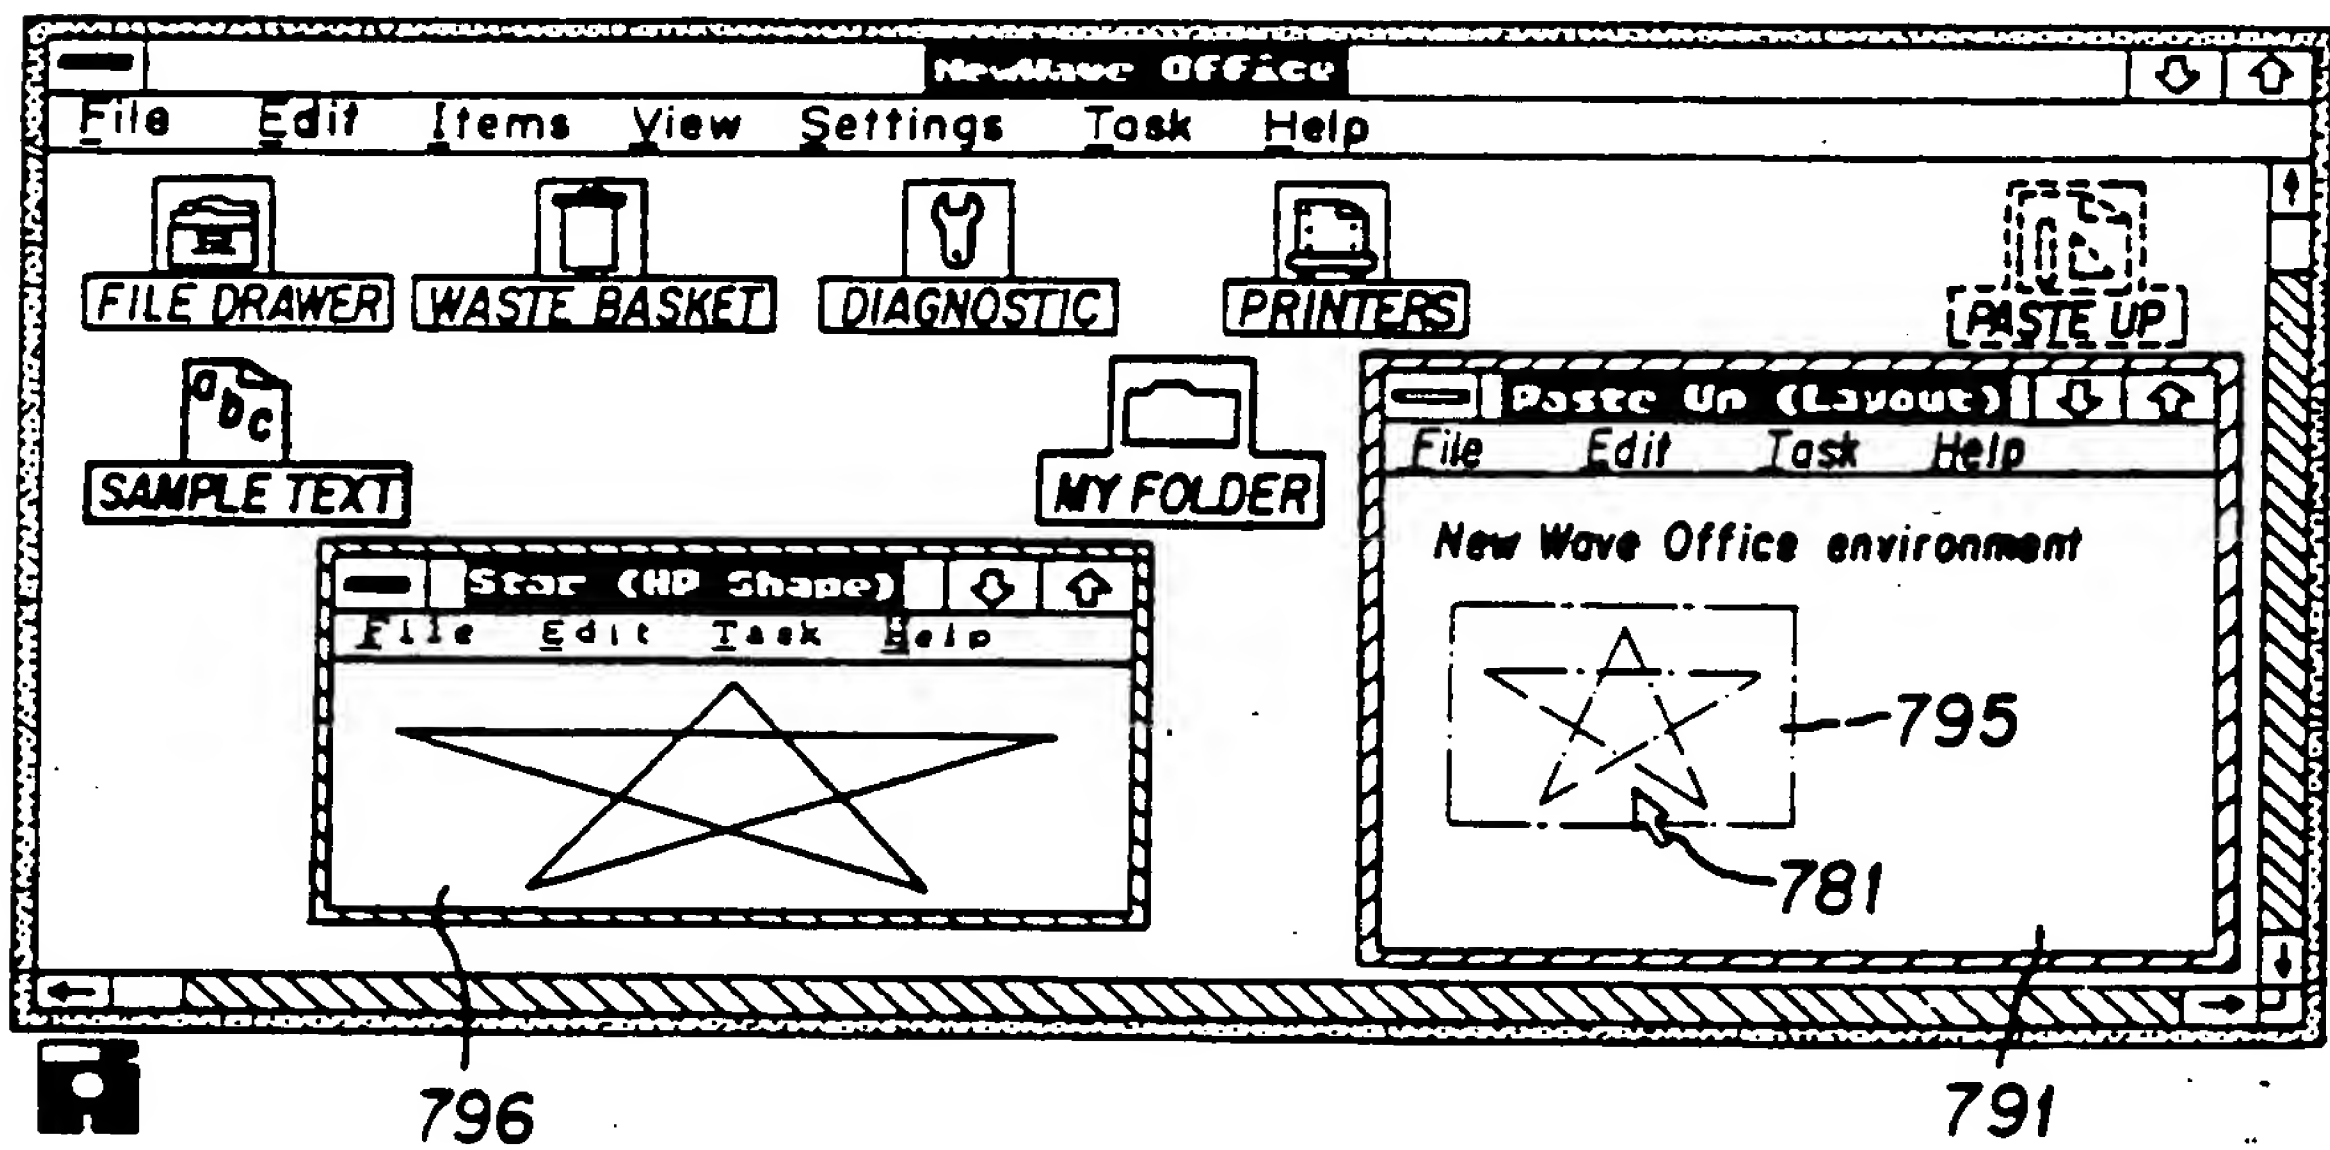 NewWave Office
File Edit Items View Settings Task Help
FILE DRAWER WASTE BASKET DIAGNOSTIC PRINTERS PASTE UP
abc
SAMPLE TEXT MY FOLDER
Paste Up (Layout)
File Edit Task Help
New Wave Office environment
795
781
Star (HP Shape)
File Edit Task Help
796
791